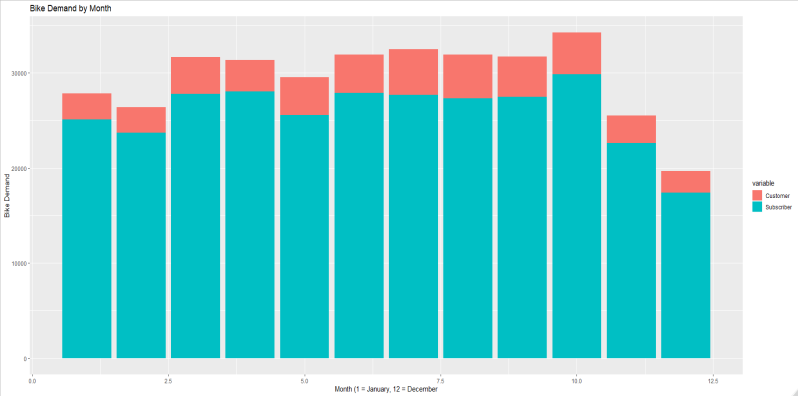 Bike Demand by Month
30000
20000
10000
0
Bike Demand
0.0 2.5 5.0 7.5 10.0 12.5
Month (1 = January, 12 = December
variable
Customer
Subscriber